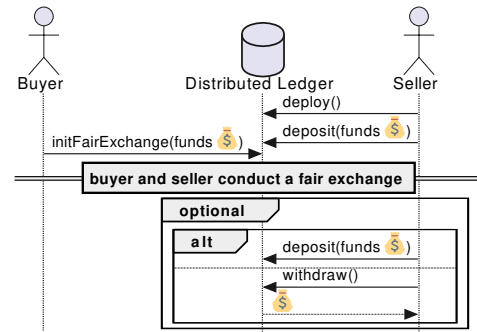 Buyer
Distributed Ledger
Seller
deploy()
deposit(funds 💰)
initFairExchange(funds 💰)
buyer and seller conduct a fair exchange
optional
alt
deposit(funds 💰)
withdraw()
💰